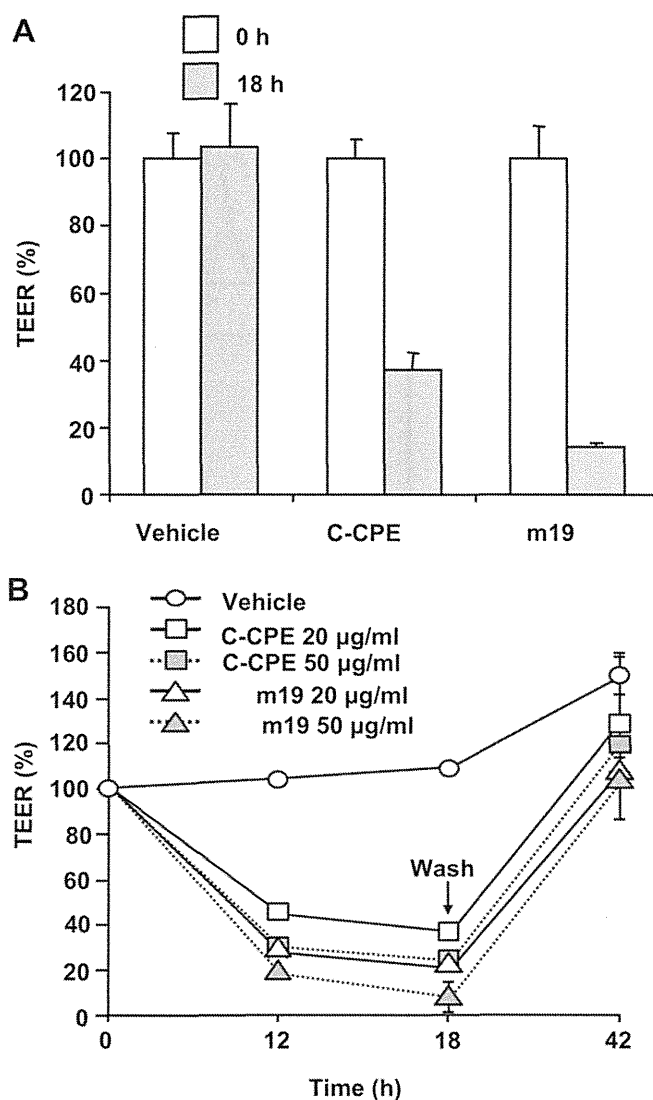 A
0 h
18 h
120
100
80
60
40
20
0
TEER (%)
Vehicle
C-CPE
m19
B
Vehicle
C-CPE 20 µg/ml
C-CPE 50 µg/ml
m19 20 µg/ml
m19 50 µg/ml
180
160
140
120
100
80
60
40
20
0
TEER (%)
Wash
0
12
18
42
Time (h)